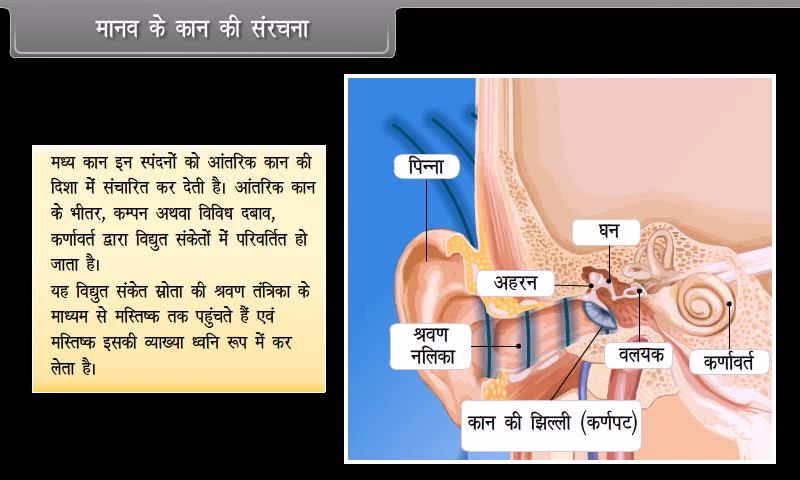 मानव के कान की संरचना
मध्य कान इन स्पंदनों को आंतरिक कान की
दिशा में संचारित कर देती है। आंतरिक कान
के भीतर, कम्पन अथवा विविध दबाव,
कर्णावर्त द्वारा विद्युत संकेतों में परिवर्तित हो
जाता है।
यह विद्युत संकेत स्रोता की श्रवण तंत्रिका के
माध्यम से मस्तिष्क तक पहुंचते हैं एवं
मस्तिष्क इसकी व्याख्या ध्वनि रूप में कर
लेता है।
पिन्ना
घन
अहरन
श्रवण
नलिका
वलयक
कर्णावर्त
कान की झिल्ली (कर्णपट)